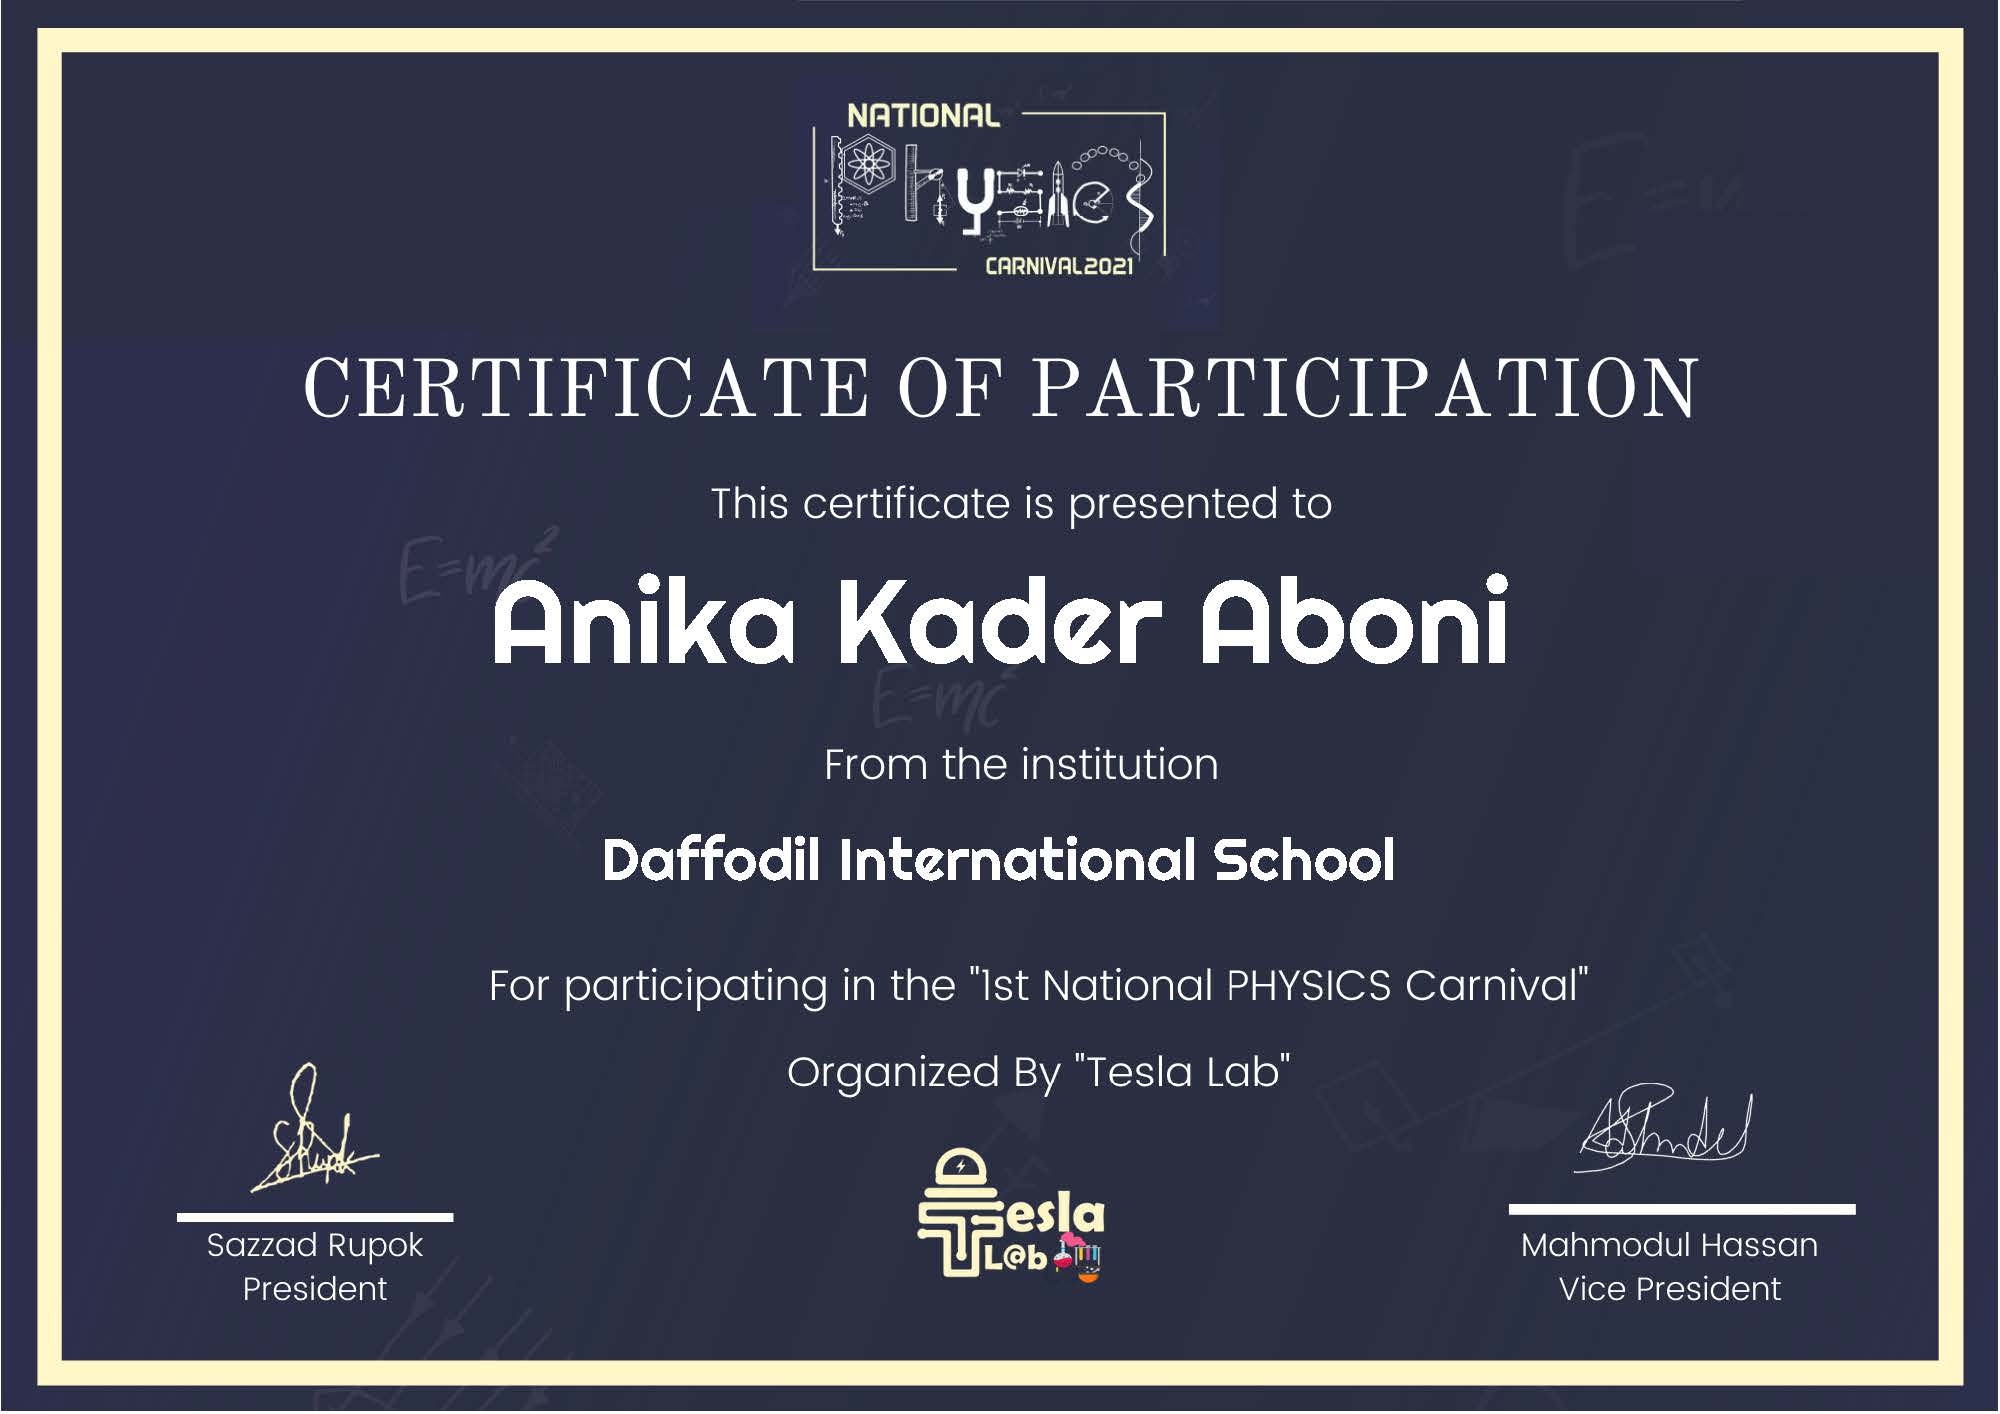 NATIONAL
Physics
CARNIVAL2021
CERTIFICATE OF PARTICIPATION
This certificate is presented to
E=mc²
Anika Kader Aboni
E=mc²
From the institution
Daffodil International School
For participating in the "1st National PHYSICS Carnival"
Organized By "Tesla Lab"
Tesla
L@b
Sazzad Rupok
President
Mahmodul Hassan
Vice President